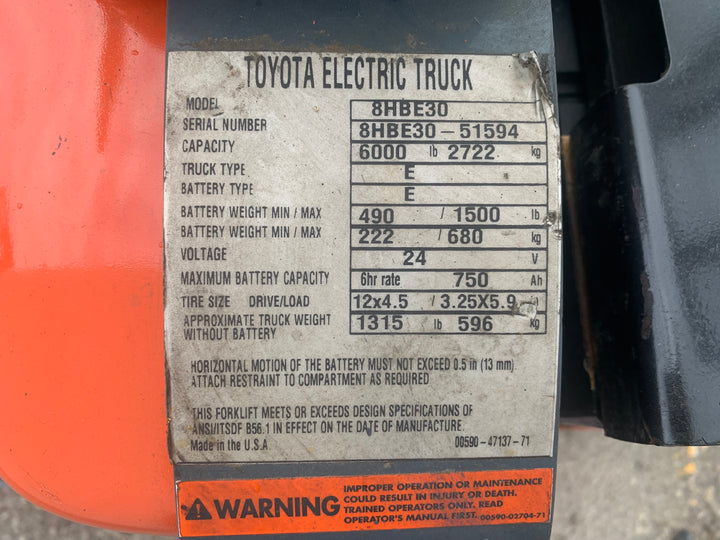 TOYOTA ELECTRIC TRUCK
MODEL 8HBE30
SERIAL NUMBER 8HBE30-51594
CAPACITY 6000 lb 2722 kg
TRUCK TYPE E
BATTERY TYPE E
BATTERY WEIGHT MIN / MAX 490 / 1500 lb
BATTERY WEIGHT MIN / MAX 222 / 680 kg
VOLTAGE 24 V
MAXIMUM BATTERY CAPACITY 6hr rate 750 Ah
TIRE SIZE DRIVE/LOAD 12x4.5 / 3.25X5.9
APPROXIMATE TRUCK WEIGHT
WITHOUT BATTERY 1315 lb 596 kg
HORIZONTAL MOTION OF THE BATTERY MUST NOT EXCEED 0.5 in (13 mm)
ATTACH RESTRAINT TO COMPARTMENT AS REQUIRED
THIS FORKLIFT MEETS OR EXCEEDS DESIGN SPECIFICATIONS OF
ANSI/ITSDF B56.1 IN EFFECT ON THE DATE OF MANUFACTURE.
Made in the U.S.A 00590-47137-71
WARNING
IMPROPER OPERATION OR MAINTENANCE
COULD RESULT IN INJURY OR DEATH.
TRAINED OPERATORS ONLY. READ
OPERATOR'S MANUAL FIRST. 00590-02704-71